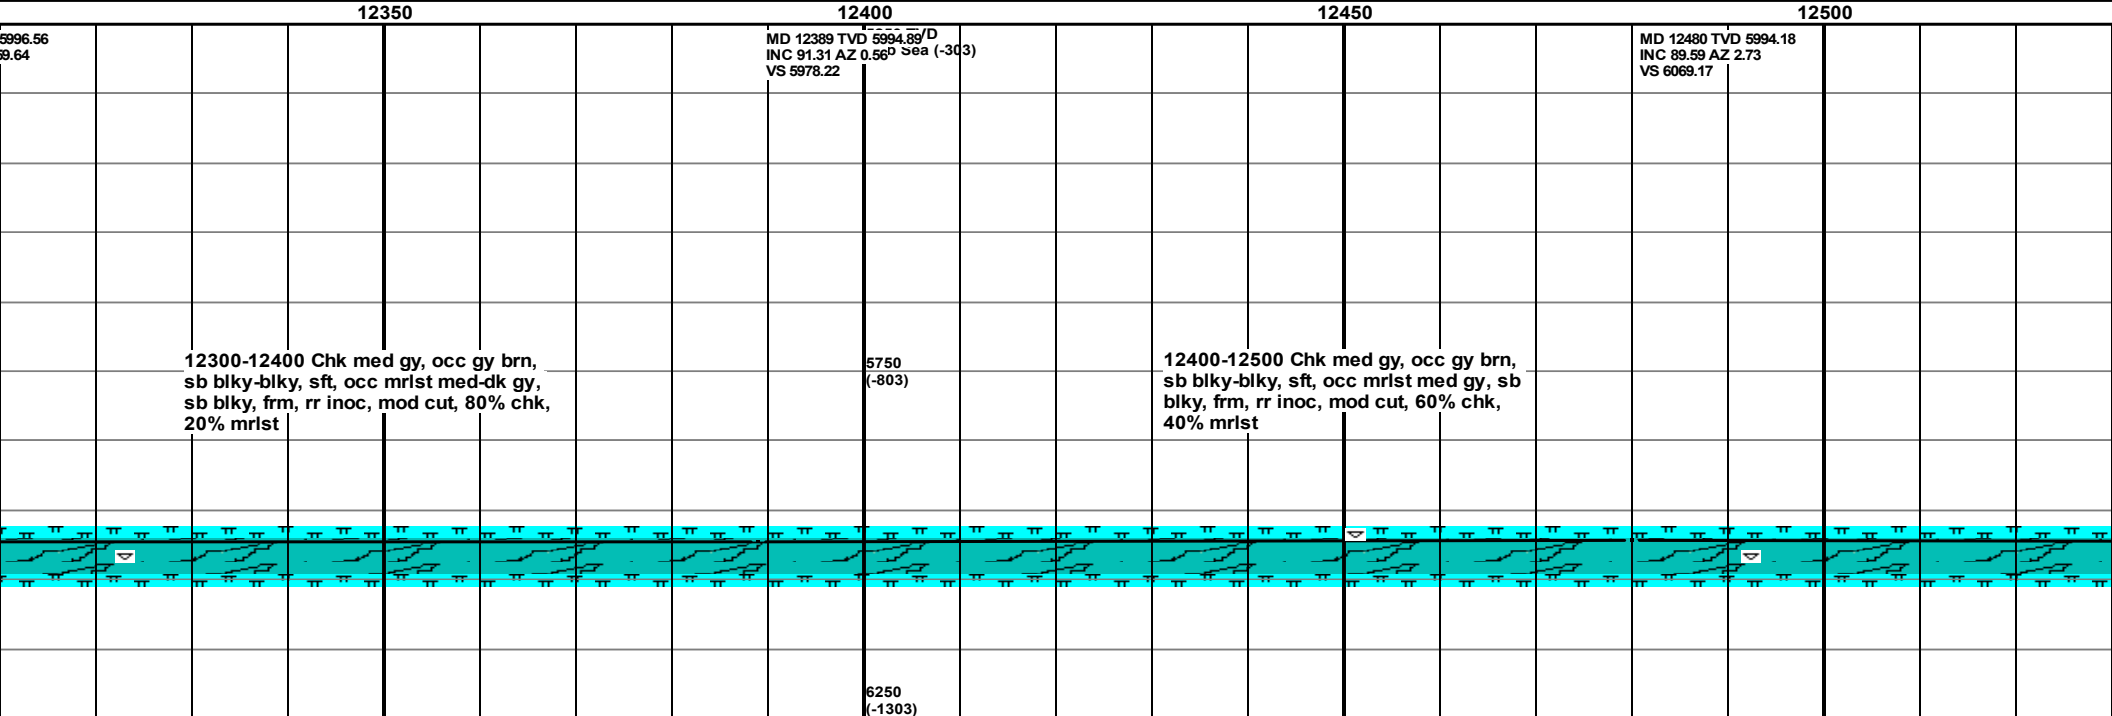 12350
12400
12450
12500
5996.56
9.64
MD 12389 TVD 5994.89
INC 91.31 AZ 0.56
VS 5978.22
TVD
Sea (-303)
MD 12480 TVD 5994.18
INC 89.59 AZ 2.73
VS 6069.17
12300-12400 Chk med gy, occ gy brn,
sb blky-blky, sft, occ mrlst med-dk gy,
sb blky, frm, rr inoc, mod cut, 80% chk,
20% mrlst
5750
(-803)
12400-12500 Chk med gy, occ gy brn,
sb blky-blky, sft, occ mrlst med gy, sb
blky, frm, rr inoc, mod cut, 60% chk,
40% mrlst
6250
(-1303)